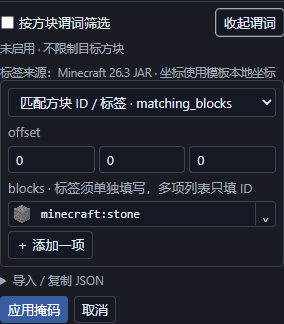 按方块谓词筛选
收起谓词
未启用 · 不限制目标方块
标签来源：Minecraft 26.3 JAR · 坐标使用模板本地坐标
匹配方块 ID / 标签 · matching_blocks
offset
0 0 0
blocks · 标签须单独填写，多项列表只填 ID
minecraft:stone
+ 添加一项
▶ 导入 / 复制 JSON
应用掩码 取消